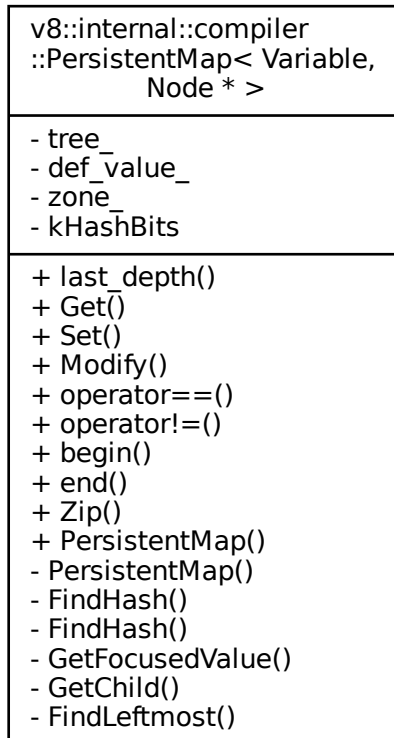 v8::internal::compiler
::PersistentMap< Variable,
Node * >
- tree_
- def_value_
- zone_
- kHashBits
+ last_depth()
+ Get()
+ Set()
+ Modify()
+ operator==()
+ operator!=()
+ begin()
+ end()
+ Zip()
+ PersistentMap()
- PersistentMap()
- FindHash()
- FindHash()
- GetFocusedValue()
- GetChild()
- FindLeftmost()